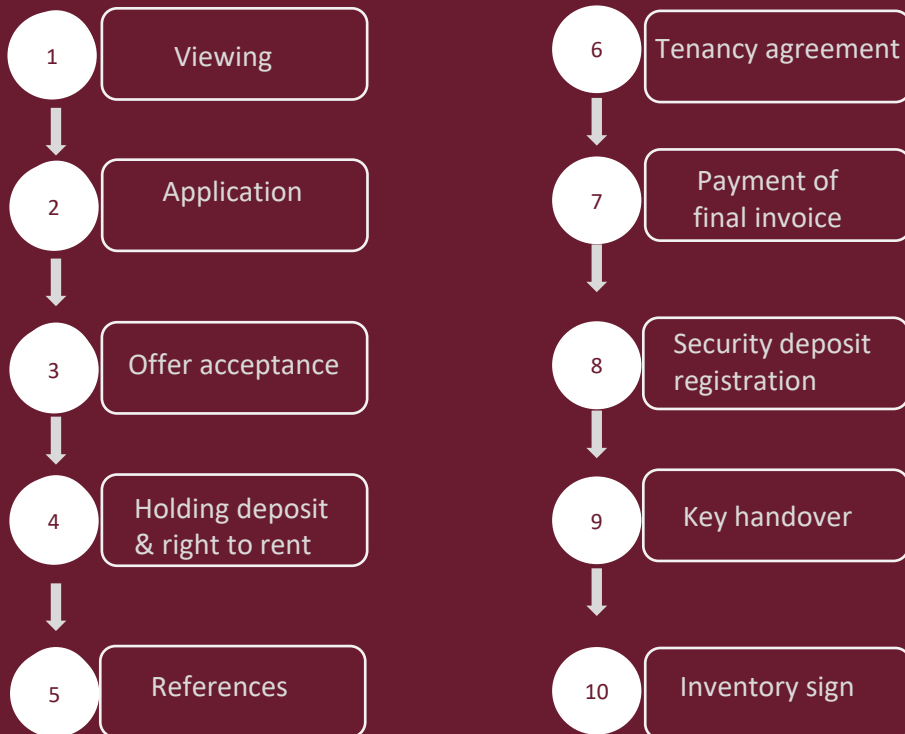 1
Viewing
2
Application
3
Offer acceptance
4
Holding deposit
& right to rent
5
References
6
Tenancy agreement
7
Payment of
final invoice
8
Security deposit
registration
9
Key handover
10
Inventory sign